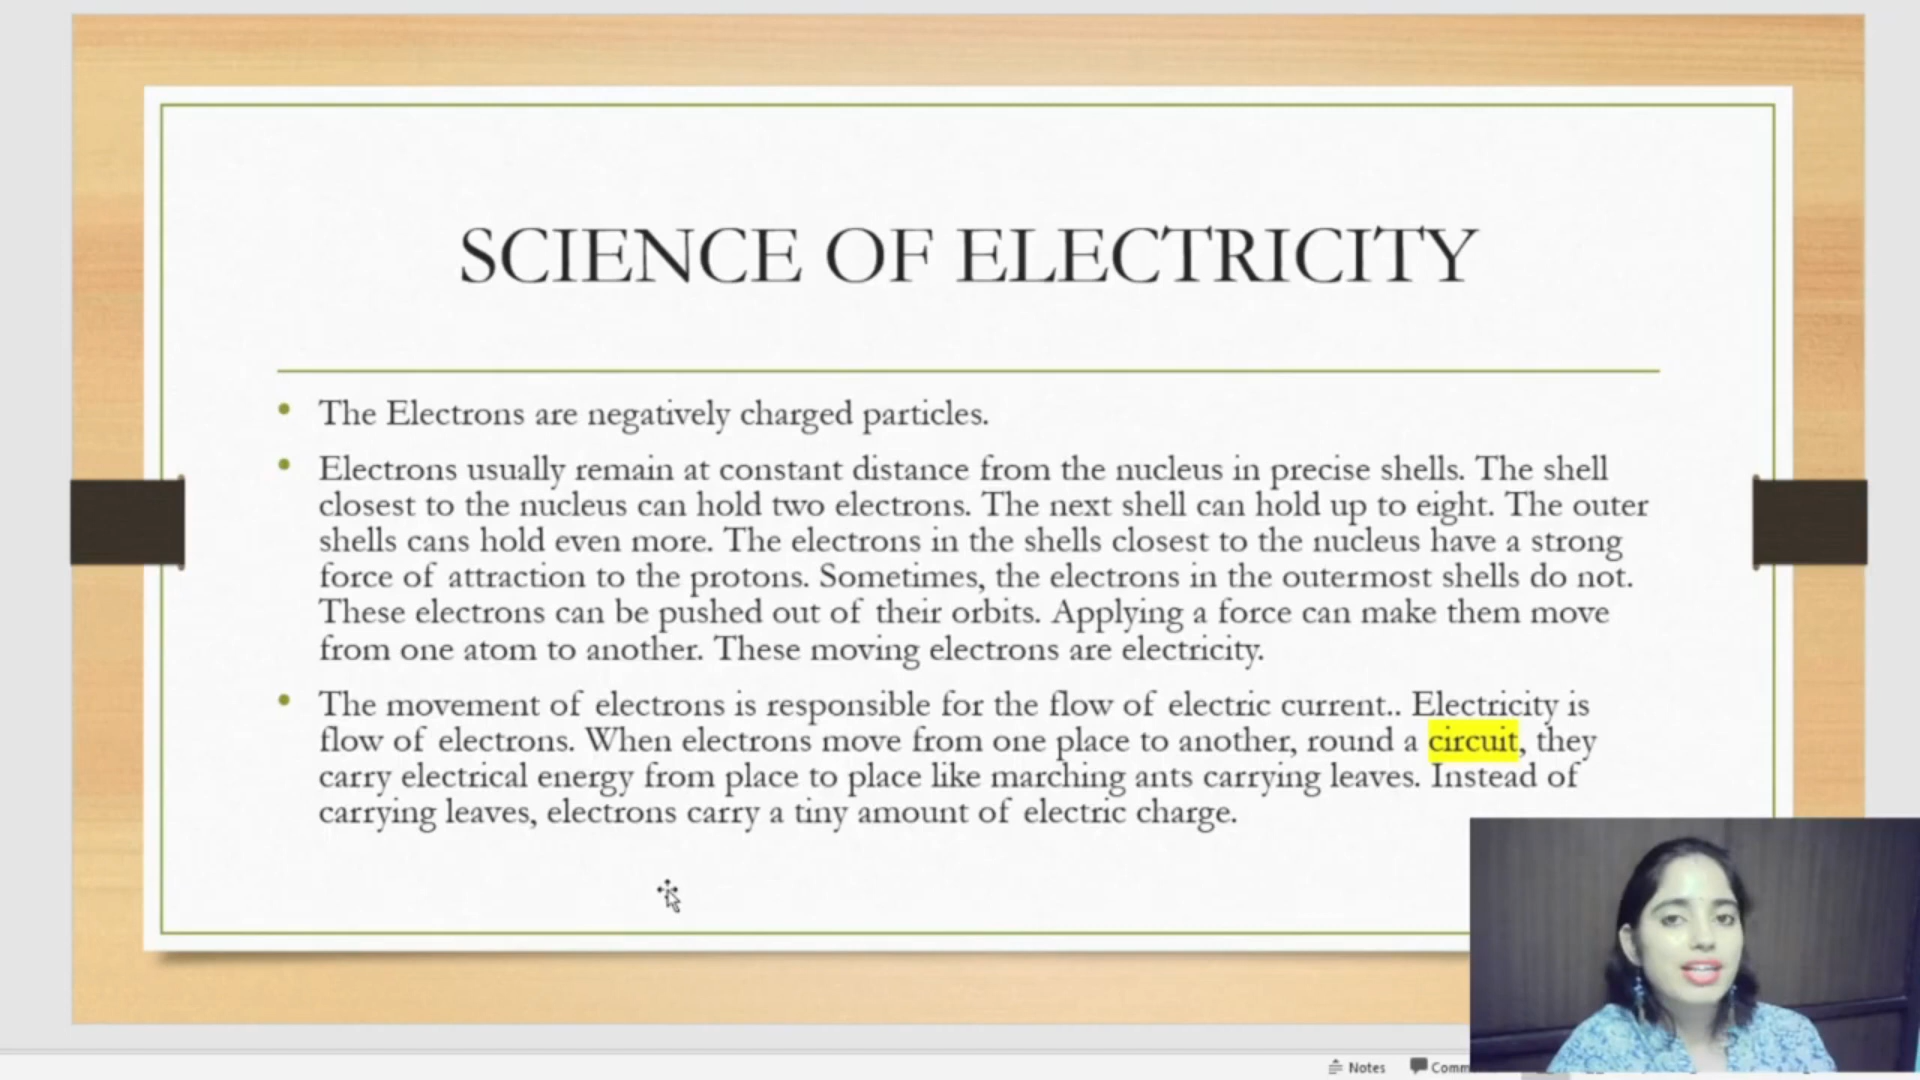 SCIENCE OF ELECTRICITY
• The Electrons are negatively charged particles.
• Electrons usually remain at constant distance from the nucleus in precise shells. The shell
closest to the nucleus can hold two electrons. The next shell can hold up to eight. The outer
shells cans hold even more. The electrons in the shells closest to the nucleus have a strong
force of attraction to the protons. Sometimes, the electrons in the outermost shells do not.
These electrons can be pushed out of their orbits. Applying a force can make them move
from one atom to another. These moving electrons are electricity.
• The movement of electrons is responsible for the flow of electric current.. Electricity is
flow of electrons. When electrons move from one place to another, round a circuit, they
carry electrical energy from place to place like marching ants carrying leaves. Instead of
carrying leaves, electrons carry a tiny amount of electric charge.
Notes